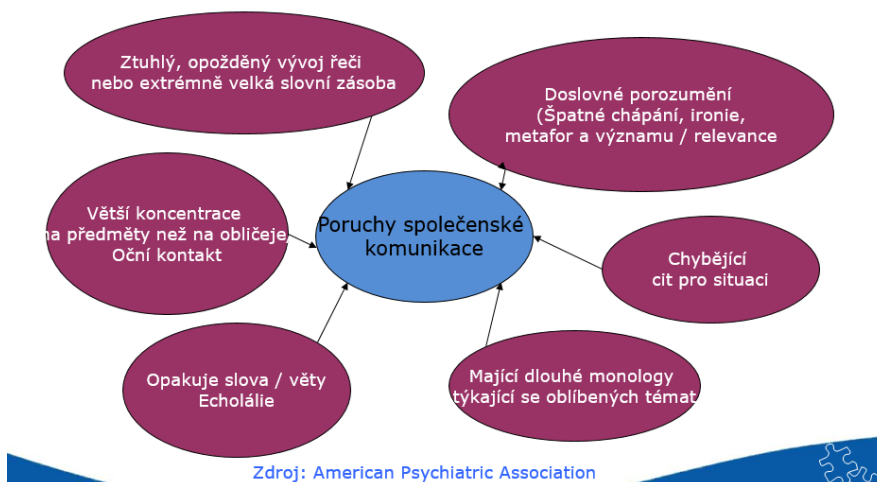 Ztuhlý, opožděný vývoj řeči
nebo extrémně velká slovní zásoba
Doslovné porozumění
(Špatné chápání, ironie,
metafor a významu / relevance
Větší koncentrace
na předměty než na obličeje,
Oční kontakt
Poruchy společenské
komunikace
Chybějící
cit pro situaci
Opakuje slova / věty
Echolálie
Mající dlouhé monology
týkající se oblíbených témat
Zdroj: American Psychiatric Association